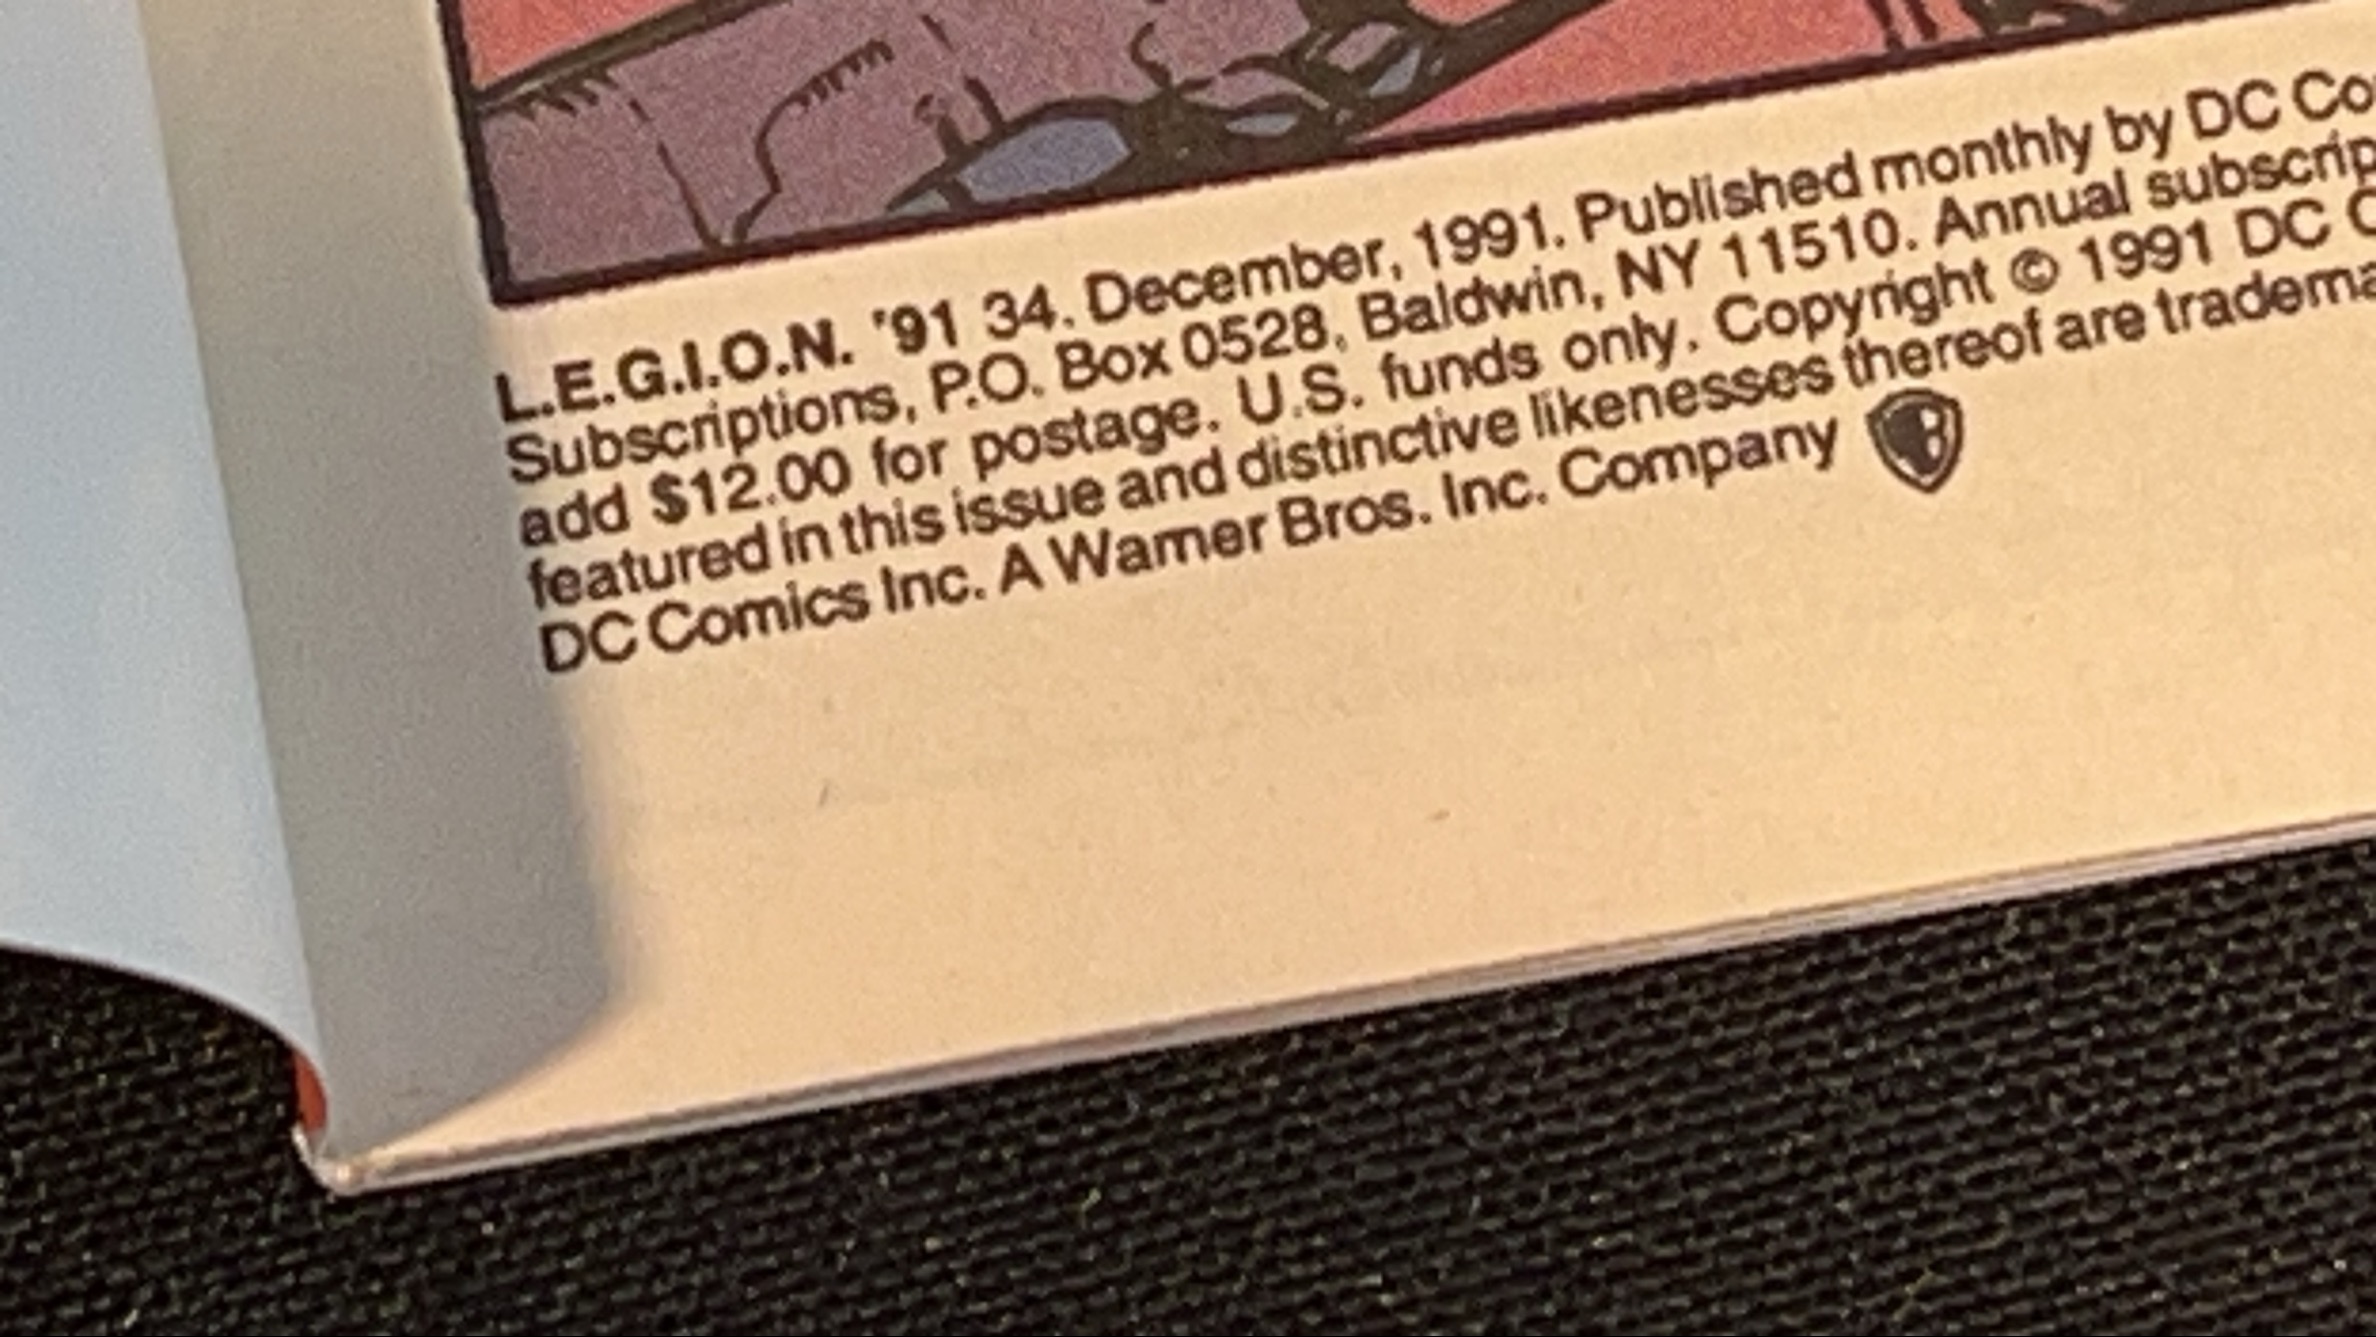 L.E.G.I.O.N. '91 34. December, 1991. Published monthly by DC Co
Subscriptions, P.O. Box 0528, Baldwin, NY 11510. Annual subscrip
add $12.00 for postage. U.S. funds only. Copyright © 1991 DC C
featured in this issue and distinctive likenesses thereof are tradema
DC Comics Inc. A Warner Bros. Inc. Company